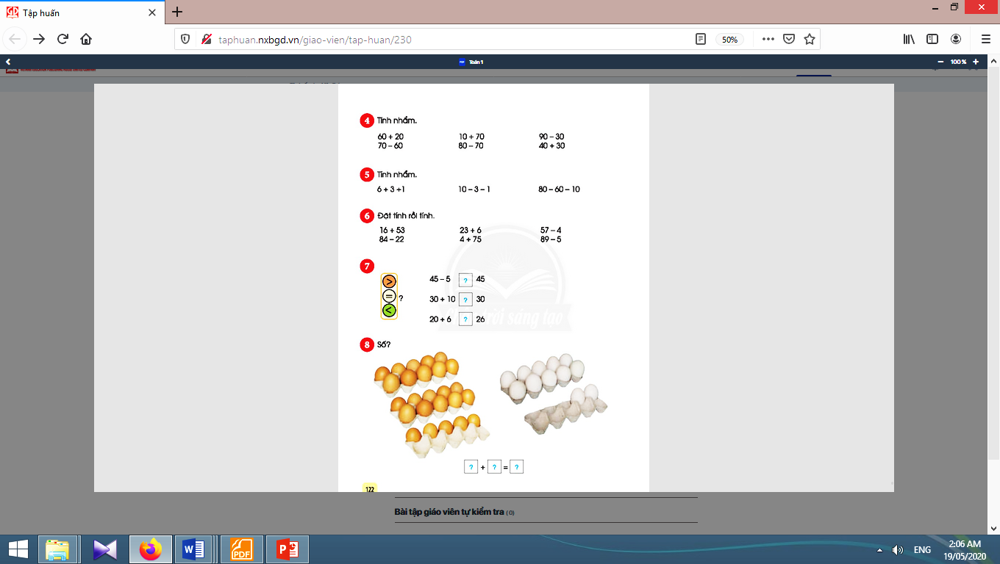 Tập huấn
taphuan.nxbgd.vn/giao-vien/tap-huan/230
50%
Toán 1
100%
4 Tính nhẩm.
60 + 20 10 + 70 90 – 30
70 – 60 80 – 70 40 + 30
5 Tính nhẩm.
6 + 3 +1 10 – 3 – 1 80 – 60 – 10
6 Đặt tính rồi tính.
16 + 53 23 + 6 57 – 4
84 – 22 4 + 75 89 – 5
7
> = < ?
45 – 5 ? 45
30 + 10 ? 30
20 + 6 ? 26
8 Số?
? + ? = ?
122
Bài tập giáo viên tự kiểm tra (0)
ENG
2:06 AM
19/05/2020